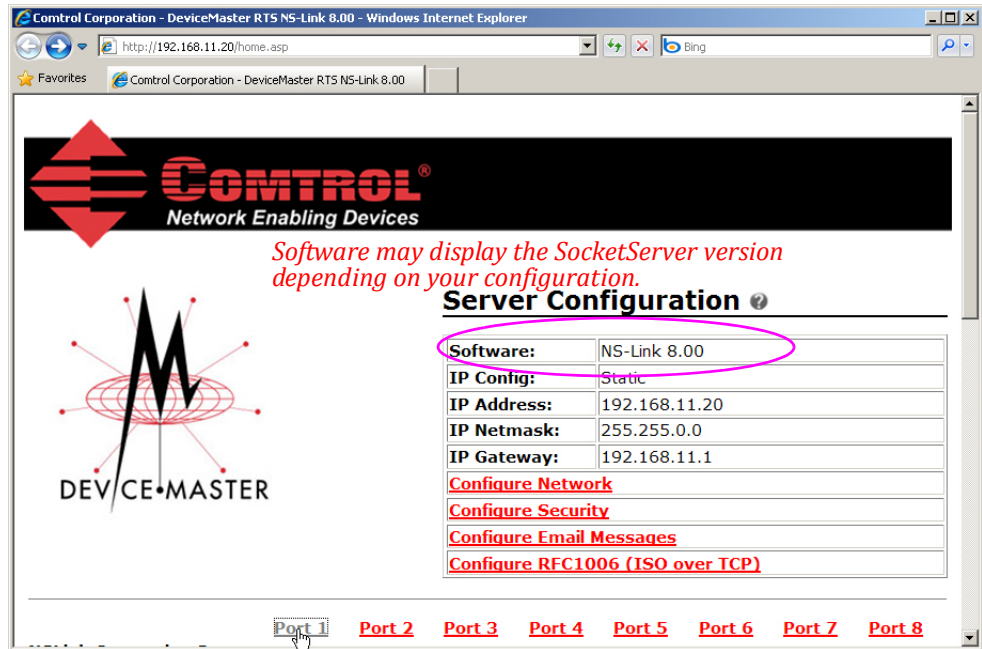 Comtrol Corporation - DeviceMaster RTS NS-Link 8.00 - Windows Internet Explorer
http://192.168.11.20/home.asp
Bing
Favorites
Comtrol Corporation - DeviceMaster RTS NS-Link 8.00
COMTROL®
Network Enabling Devices
Software may display the SocketServer version
depending on your configuration.
Server Configuration ?
Software: NS-Link 8.00
IP Config: Static
IP Address: 192.168.11.20
IP Netmask: 255.255.0.0
IP Gateway: 192.168.11.1
Configure Network
Configure Security
Configure Email Messages
Configure RFC1006 (ISO over TCP)
DEVICE•MASTER
Port 1 Port 2 Port 3 Port 4 Port 5 Port 6 Port 7 Port 8